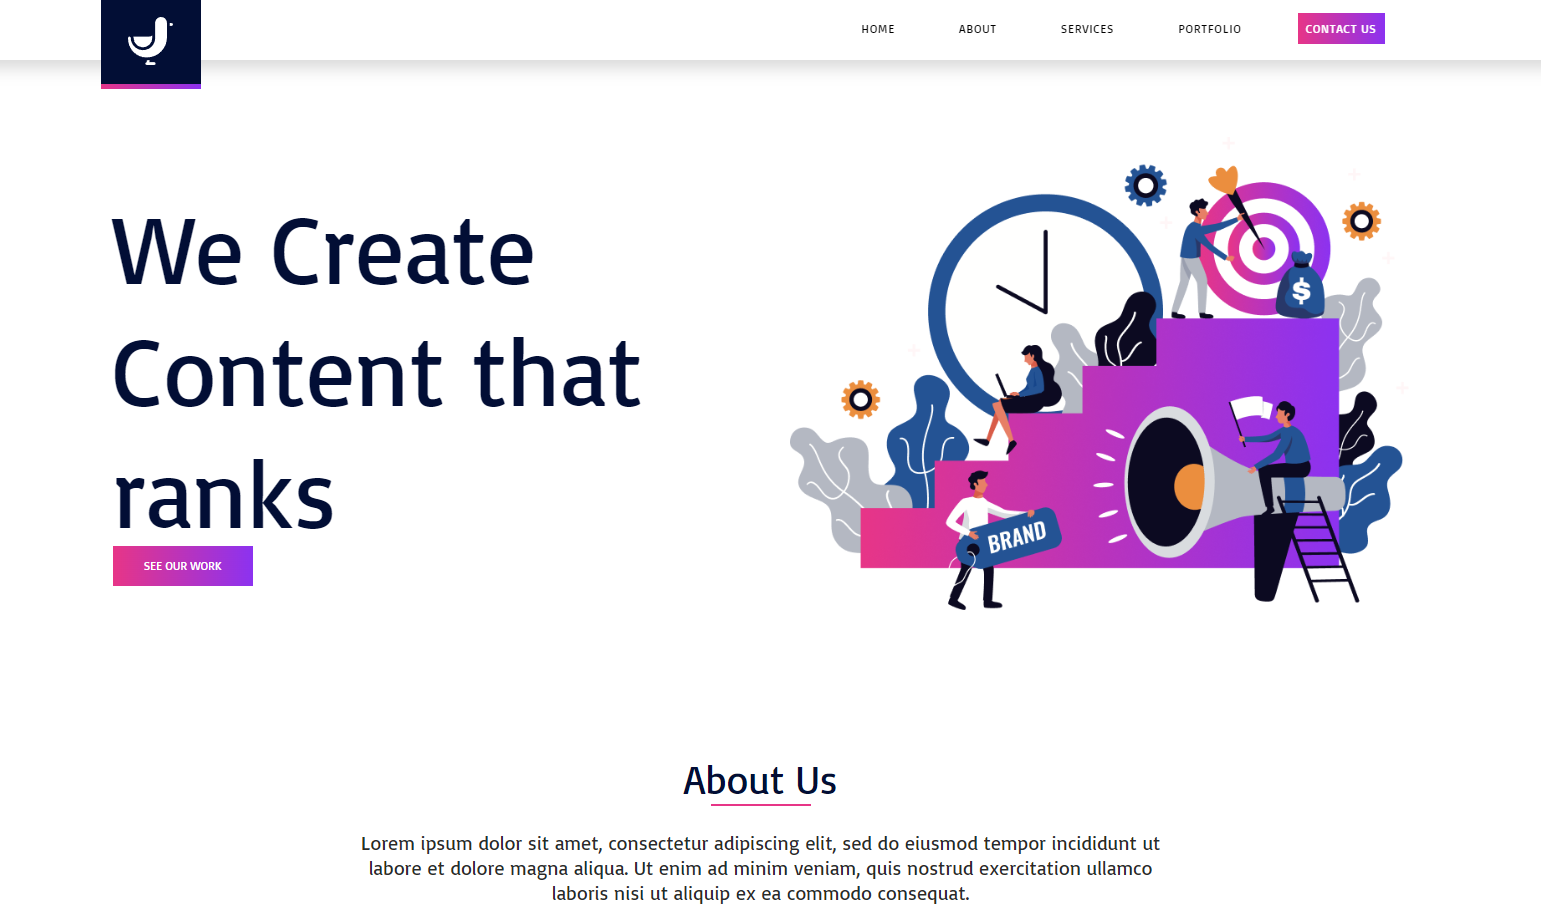 HOME ABOUT SERVICES PORTFOLIO CONTACT US
We Create
Content that
ranks
SEE OUR WORK
$
BRAND
About Us
Lorem ipsum dolor sit amet, consectetur adipiscing elit, sed do eiusmod tempor incididunt ut
labore et dolore magna aliqua. Ut enim ad minim veniam, quis nostrud exercitation ullamco
laboris nisi ut aliquip ex ea commodo consequat.